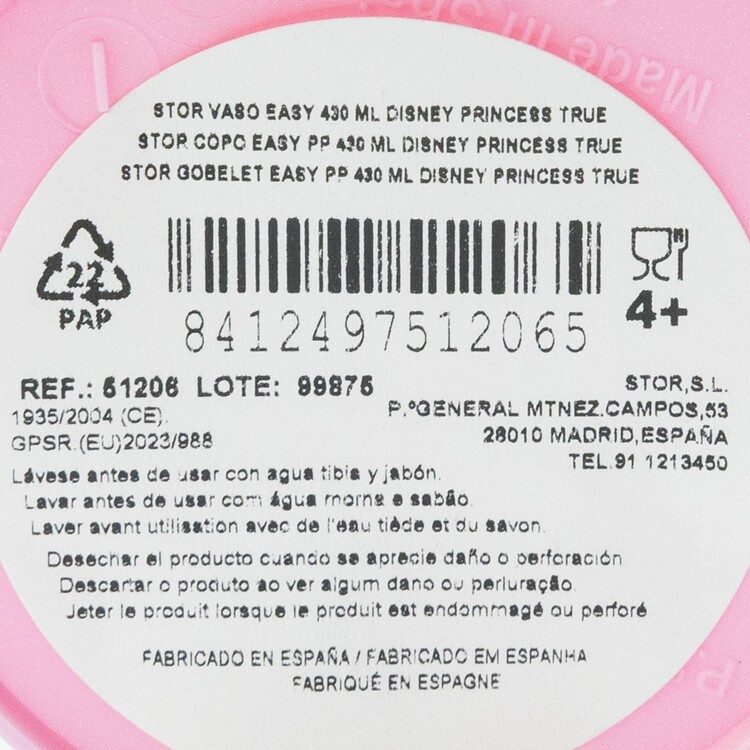 Made in Spain
STOR VASO EASY 430 ML DISNEY PRINCESS TRUE
STOR COPO EASY PP 430 ML DISNEY PRINCESS TRUE
STOR GOBELET EASY PP 430 ML DISNEY PRINCESS TRUE
22
PAP
8412497512065
4+
REF.: 51206 LOTE: 99875
1935/2004 (CE).
GPSR.(EU)2023/988
STOR,S.L.
P.ºGENERAL MTNEZ.CAMPOS,53
28010 MADRID,ESPAÑA
TEL.91 1213450
Lávese antes de usar con agua tibia y jabón.
Lavar antes de usar com água morna e sabão.
Laver avant utilisation avec de l'eau tiède et du savon.
Desechar el producto cuando se aprecie daño o perforación
Descartar o produto ao ver algum dano ou perfuração.
Jeter le produit lorsque le produit est endommagé ou perforé
FABRICADO EN ESPAÑA / FABRICADO EM ESPANHA
FABRIQUÉ EN ESPAGNE